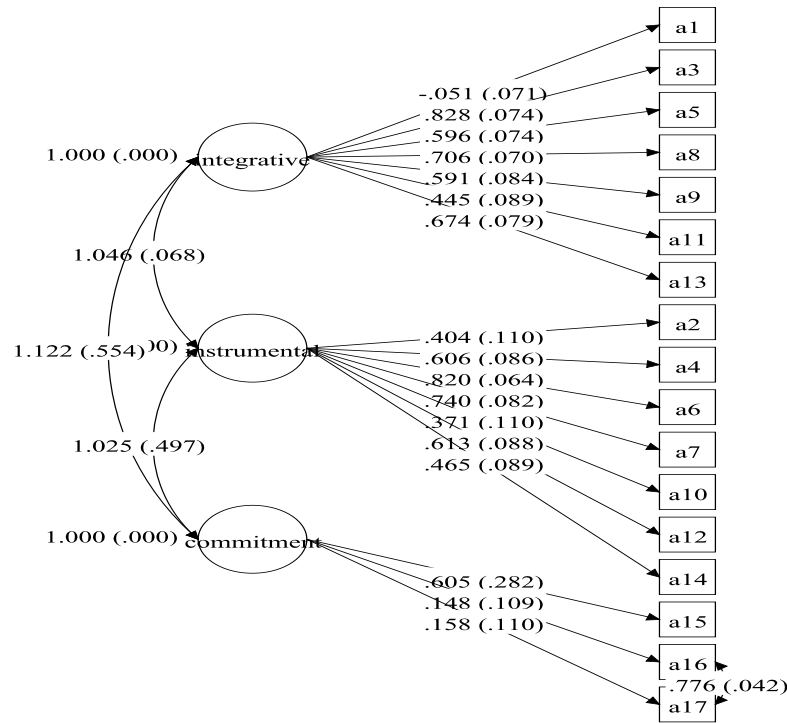 a1
a3
-.051 (.071)
.828 (.074)
a5
.596 (.074)
1.000 (.000)
integrative
.706 (.070)
a8
.591 (.084)
a9
.445 (.089)
.674 (.079)
a11
1.046 (.068)
a13
a2
.404 (.110)
1.122 (.554)
00)
instrumental
.606 (.086)
a4
.820 (.064)
a6
.740 (.082)
.371 (.110)
a7
1.025 (.497)
.613 (.088)
.465 (.089)
a10
a12
1.000 (.000)
commitment
a14
.605 (.282)
.148 (.109)
a15
.158 (.110)
a16
.776 (.042)
a17